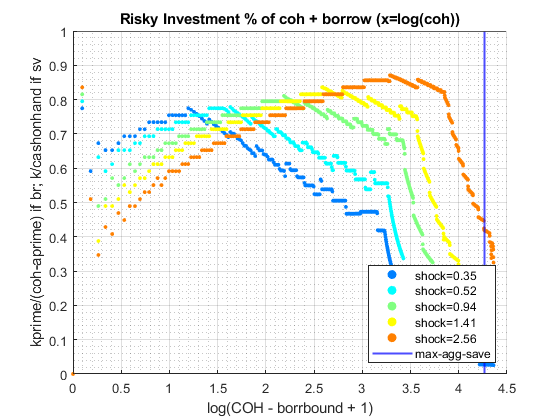 Risky Investment % of coh + borrow (x=log(coh))
kprime/(coh-aprime) if br; k/cashonhand if sv
1
0.9
0.8
0.7
0.6
0.5
0.4
0.3
0.2
0.1
0
shock=0.35
shock=0.52
shock=0.94
shock=1.41
shock=2.56
max-agg-save
0 0.5 1 1.5 2 2.5 3 3.5 4 4.5
log(COH - borrbound + 1)